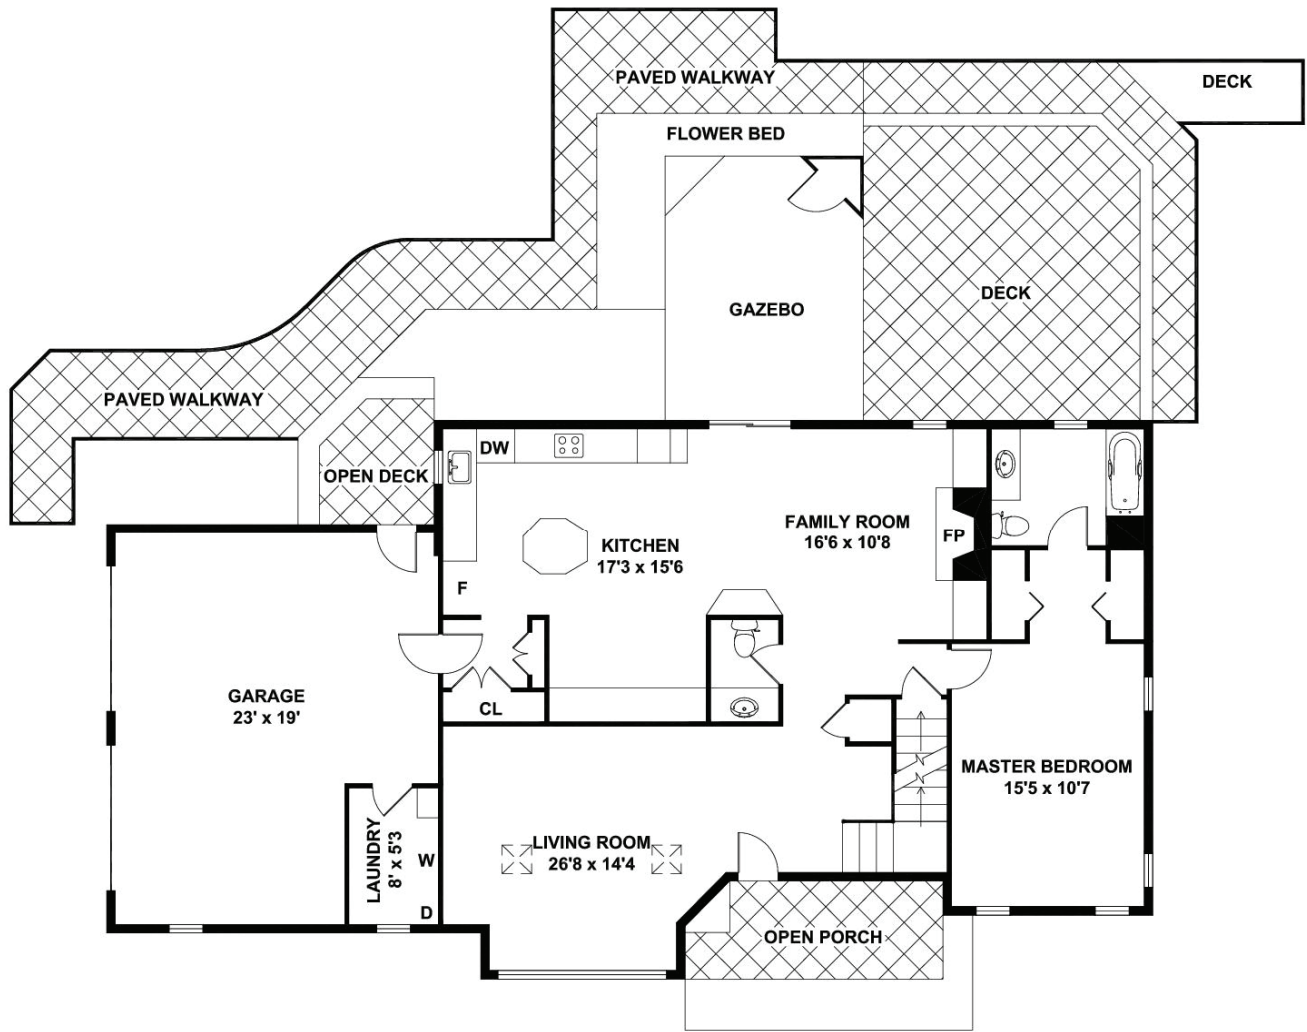 PAVED WALKWAY
DECK
FLOWER BED
DECK
GAZEBO
PAVED WALKWAY
DW
OPEN DECK
FAMILY ROOM
16'6 x 10'8
FP
KITCHEN
17'3 x 15'6
F
GARAGE
23' x 19'
CL
MASTER BEDROOM
15'5 x 10'7
LIVING ROOM
26'8 x 14'4
LAUNDRY
8' x 5'3
W
D
OPEN PORCH